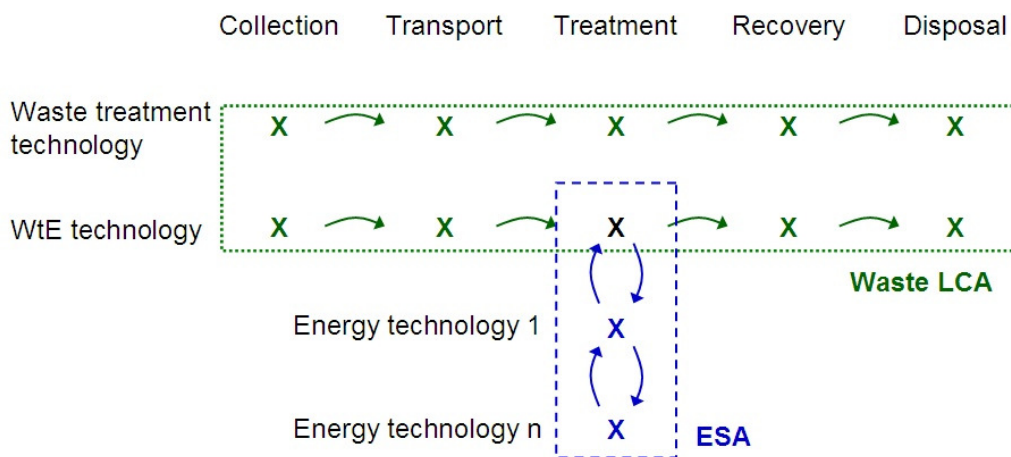 Collection Transport Treatment Recovery Disposal
Waste treatment
technology
X X X X X
WtE technology X X X X X
Waste LCA
Energy technology 1 X
Energy technology n X ESA